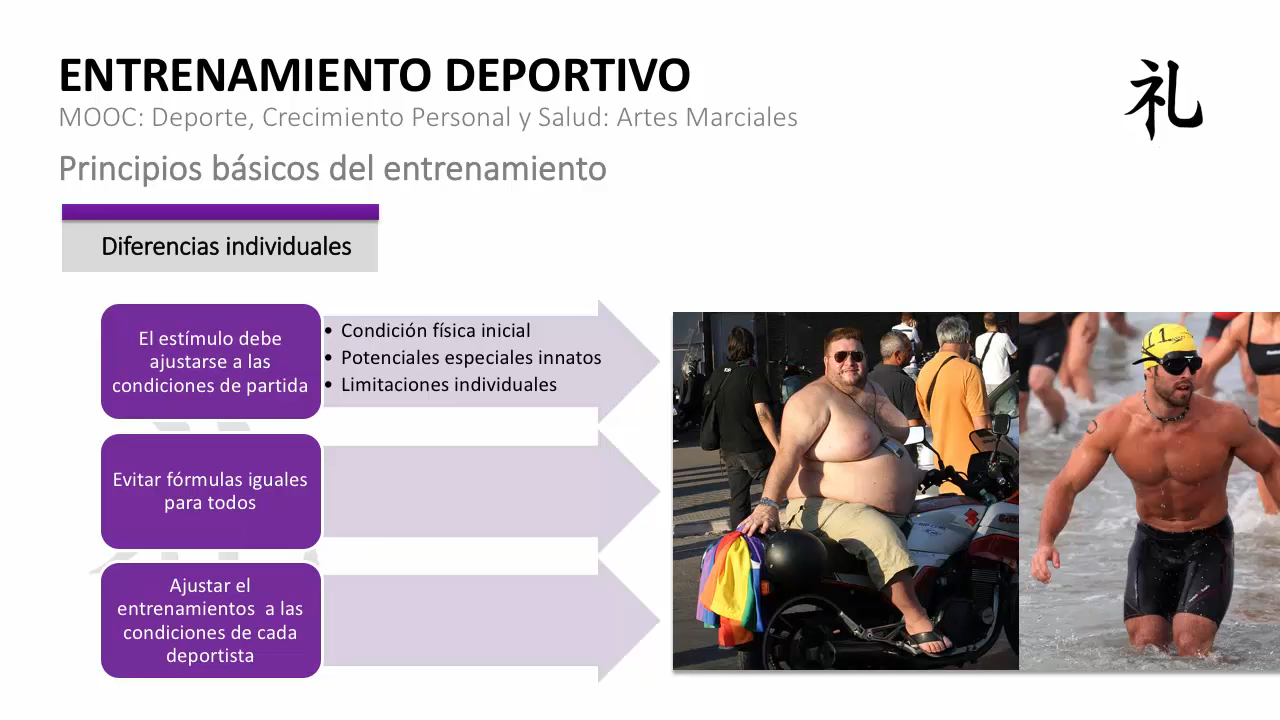 ENTRENAMIENTO DEPORTIVO
MOOC: Deporte, Crecimiento Personal y Salud: Artes Marciales
礼
Principios básicos del entrenamiento
Diferencias individuales
El estímulo debe
ajustarse a las
condiciones de partida
• Condición física inicial
• Potenciales especiales innatos
• Limitaciones individuales
Evitar fórmulas iguales
para todos
Ajustar el
entrenamientos a las
condiciones de cada
deportista
11